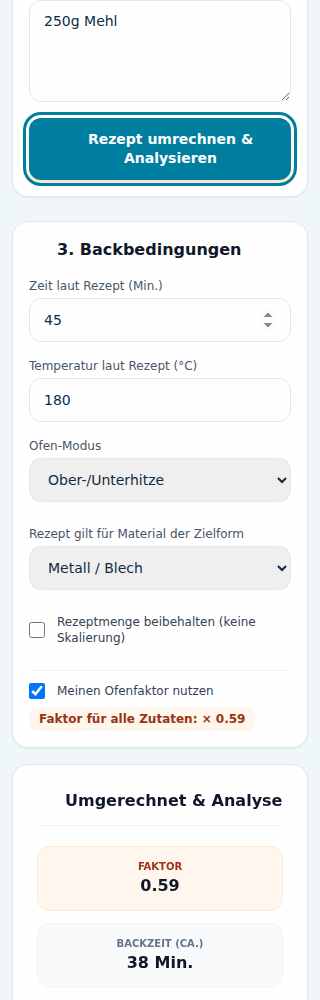 250g Mehl
Rezept umrechnen &
Analysieren
3. Backbedingungen
Zeit laut Rezept (Min.)
45
Temperatur laut Rezept (°C)
180
Ofen-Modus
Ober-/Unterhitze
Rezept gilt für Material der Zielform
Metall / Blech
Rezeptmenge beibehalten (keine
Skalierung)
Meinen Ofenfaktor nutzen
Faktor für alle Zutaten: × 0.59
Umgerechnet & Analyse
FAKTOR
0.59
BACKZEIT (CA.)
38 Min.